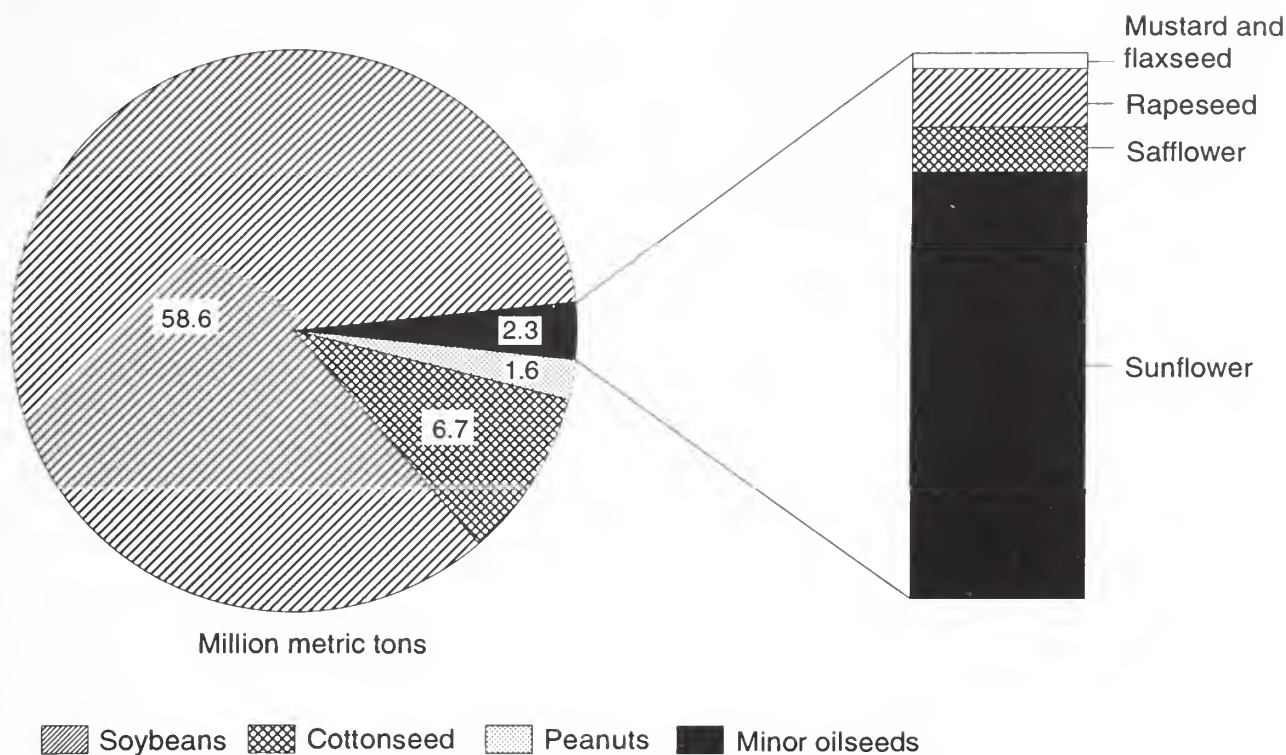 Mustard and
flaxseed
Rapeseed
Safflower
Sunflower
58.6
2.3
1.6
6.7
Million metric tons
Soybeans Cottonseed Peanuts Minor oilseeds